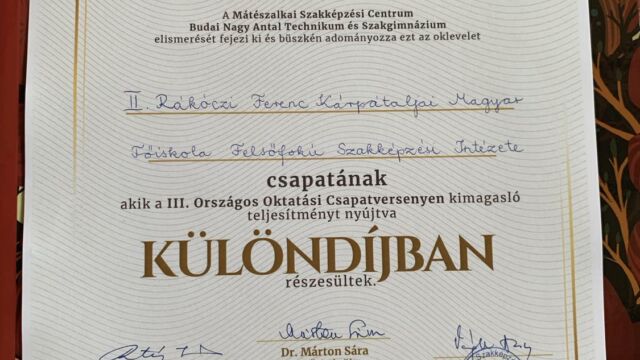 A Mátészalkai Szakképzési Centrum
Budai Nagy Antal Technikum és Szakgimnázium
elismerését fejezi ki és büszkén adományozza ezt az oklevelet
II. Rákóczi Ferenc Kárpátaljai Magyar
Főiskola Felsőfokú Szakképzési Intézete
csapatának
akik a III. Országos Oktatási Csapatversenyen kimagasló
teljesítményt nyújtva
KÜLÖNDÍJBAN
részesültek.
Dr. Márton Sára